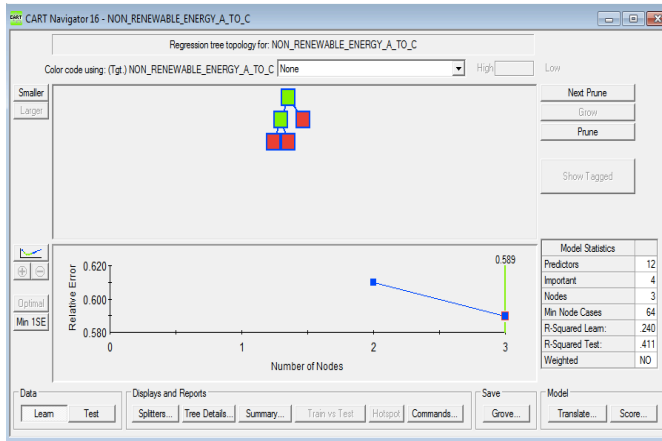 CART Navigator 16 - NON_RENEWABLE_ENERGY_A_TO_C
Regression tree topology for: NON_RENEWABLE_ENERGY_A_TO_C
Color code using: (Tgt.) NON_RENEWABLE_ENERGY_A_TO_C None High Low
Smaller
Larger
Next Prune
Grow
Prune
Show Tagged
Optimal
Min 1SE
Relative Error
0.620
0.600
0.580
0.589
0 1 2 3
Number of Nodes
Model Statistics
Predictors 12
Important 4
Nodes 3
Min Node Cases 64
R-Squared Learn: .240
R-Squared Test: .411
Weighted NO
Data
Learn Test
Displays and Reports
Splitters... Tree Details... Summary... Train vs Test Hotspot Commands...
Save
Grove...
Model
Translate... Score...